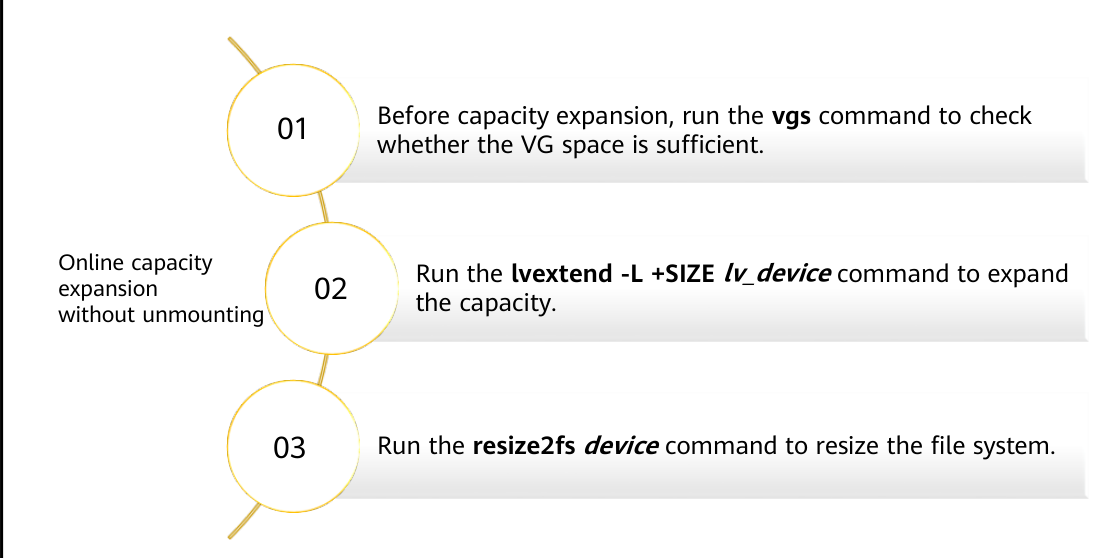 01
Before capacity expansion, run the vgs command to check
whether the VG space is sufficient.
Online capacity
expansion
without unmounting
02
Run the lvextend -L +SIZE lv_device command to expand
the capacity.
03
Run the resize2fs device command to resize the file system.